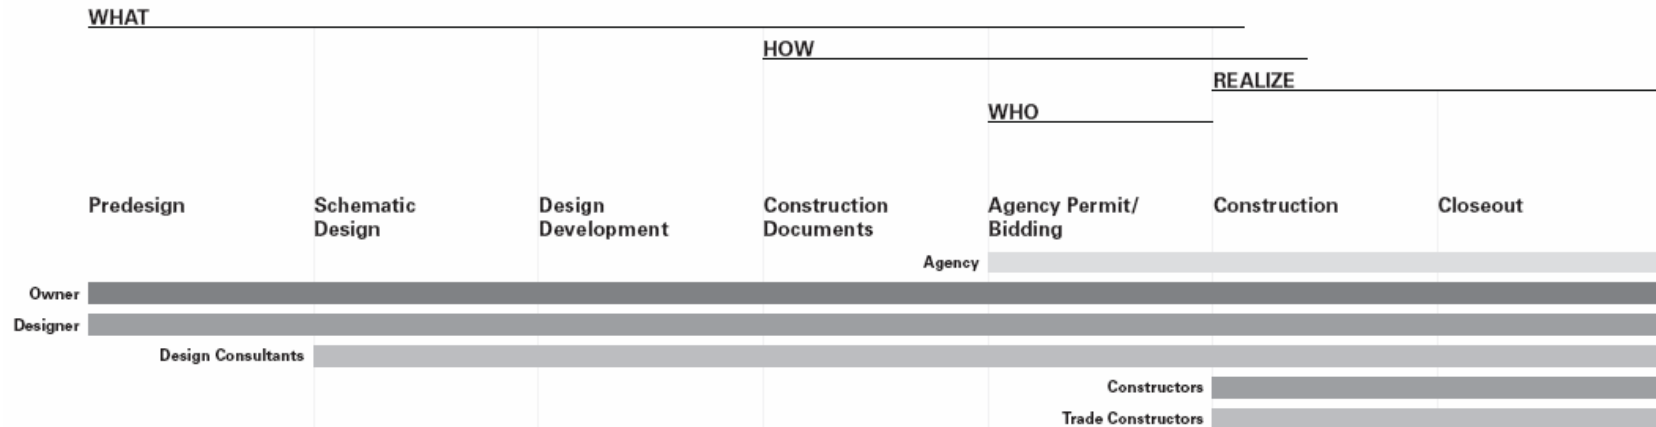 WHAT
HOW
REALIZE
WHO
Predesign
Schematic
Design
Design
Development
Construction
Documents
Agency Permit/
Bidding
Construction
Closeout
Agency
Owner
Designer
Design Consultants
Constructors
Trade Constructors